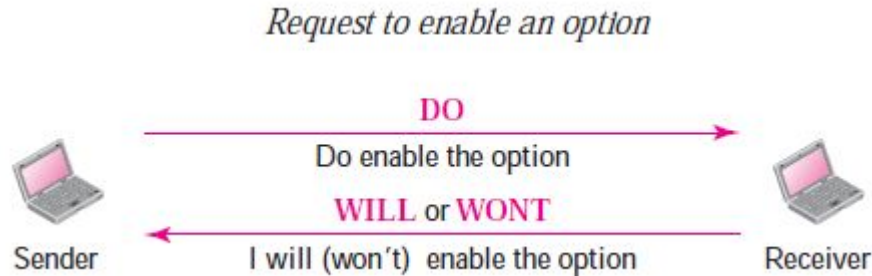 Request to enable an option
DO
Do enable the option
WILL or WONT
I will (won't) enable the option
Sender
Receiver